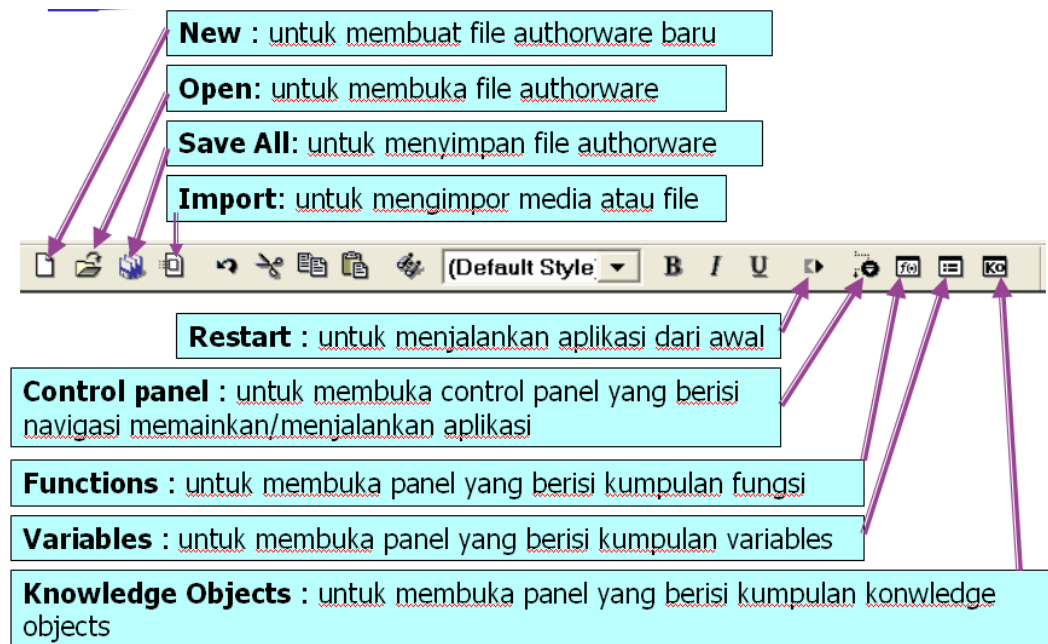 New : untuk membuat file authorware baru
Open: untuk membuka file authorware
Save All: untuk menyimpan file authorware
Import: untuk mengimpor media atau file
(Default Style) B I U f() KO
Restart : untuk menjalankan aplikasi dari awal
Control panel : untuk membuka control panel yang berisi
navigasi memainkan/menjalankan aplikasi
Functions : untuk membuka panel yang berisi kumpulan fungsi
Variables : untuk membuka panel yang berisi kumpulan variables
Knowledge Objects : untuk membuka panel yang berisi kumpulan konwledge
objects